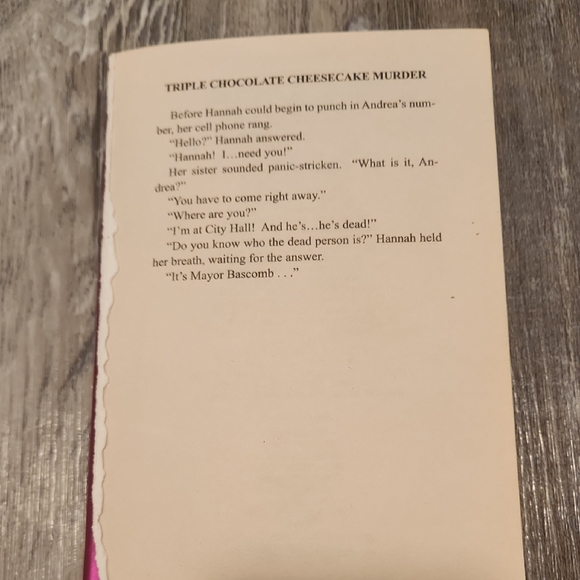 TRIPLE CHOCOLATE CHEESECAKE MURDER
Before Hannah could begin to punch in Andrea's num-
ber, her cell phone rang.
"Hello?" Hannah answered.
"Hannah! I...need you!"
Her sister sounded panic-stricken. "What is it, An-
drea?"
"You have to come right away."
"Where are you?"
"I'm at City Hall! And he's...he's dead!"
"Do you know who the dead person is?" Hannah held
her breath, waiting for the answer.
"It's Mayor Bascomb . . ."